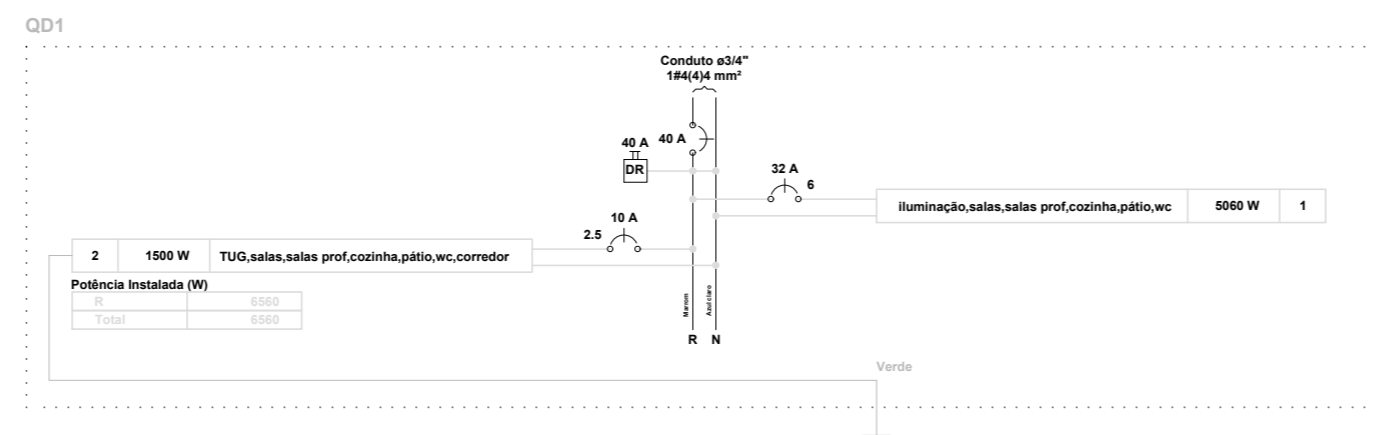 QD1
Conduto ø3/4"
1#4(4)4 mm²
40 A
40 A
DR
32 A
6
iluminação,salas,salas prof,cozinha,pátio,wc 5060 W 1
10 A
2.5
2 1500 W TUG,salas,salas prof,cozinha,pátio,wc,corredor
Potência Instalada (W)
R 6560
Total 6560
Marrom
Azul claro
R N
Verde